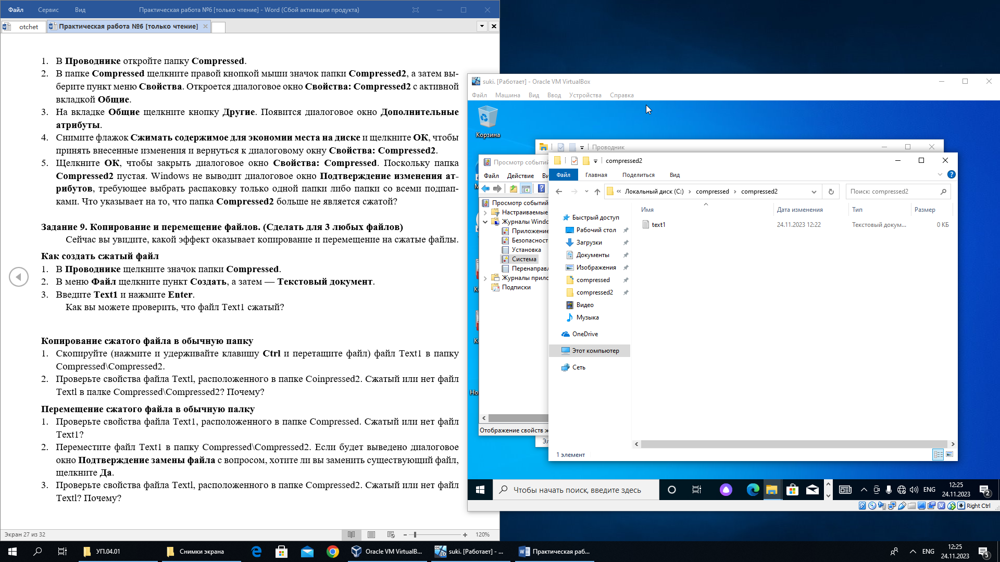 Файл Сервис Вид Практическая работа №6 [только чтение] - Word (Сбой активации продукта)
otchet Практическая работа №6 [только чтение]
1. В Проводнике откройте папку Compressed.
2. В папке Compressed щелкните правой кнопкой мыши значок папки Compressed2, а затем вы-
берите пункт меню Свойства. Откроется диалоговое окно Свойства: Compressed2 с активной
вкладкой Общие.
3. На вкладке Общие щелкните кнопку Другие. Появится диалоговое окно Дополнительные
атрибуты.
4. Снимите флажок Сжимать содержимое для экономии места на диске и щелкните ОК, чтобы
принять внесенные изменения и вернуться к диалоговому окну Свойства: Compressed2.
5. Щелкните ОК, чтобы закрыть диалоговое окно Свойства: Compressed. Поскольку папка
Compressed2 пустая. Windows не выводит диалоговое окно Подтверждение изменения ат-
рибутов, требующее выбрать распаковку только одной папки либо папки со всеми подпап-
ками. Что указывает на то, что папка Compressed2 больше не является сжатой?
Задание 9. Копирование и перемещение файлов. (Сделать для 3 любых файлов)
Сейчас вы увидите, какой эффект оказывает копирование и перемещение на сжатые файлы.
Как создать сжатый файл
1. В Проводнике щелкните значок папки Compressed.
2. В меню Файл щелкните пункт Создать, а затем — Текстовый документ.
3. Введите Text1 и нажмите Enter.
Как вы можете проверить, что файл Text1 сжатый?
Копирование сжатого файла в обычную папку
1. Скопируйте (нажмите и удерживайте клавишу Ctrl и перетащите файл) файл Text1 в папку
Compressed\Compressed2.
2. Проверьте свойства файла Textl, расположенного в папке Coinpressed2. Сжатый или нет файл
Textl в палке Compressed\Compressed2? Почему?
Перемещение сжатого файла в обычную палку
1. Проверьте свойства файла Text1, расположенного в папке Compressed. Сжатый или нет файл
Text1?
2. Переместите файл Text1 в папку Compressed\Compressed2. Если будет выведено диалоговое
окно Подтверждение замены файла с вопросом, хотите ли вы заменить существующий файл,
щелкните Да.
3. Проверьте свойства файла Textl, расположенного в папке Compressed2. Сжатый или нет файл
Textl? Почему?
Экран 27 из 32 120%
suki. [Работает] - Oracle VM VirtualBox
Файл Машина Вид Ввод Устройства Справка
Корзина
Проводник
Просмотр событий
Файл Действие
Просмотр событий
Настраиваемые
Журналы Windo
Приложение
Безопасност
Установка
Система
Перенаправл
Журналы прило
Подписки
Отображение свойств ж
compressed2
Файл Главная Поделиться Вид
« Локальный диск (C:) compressed compressed2 Поиск: compressed2
Имя Дата изменения Тип Размер
text1 24.11.2023 12:22 Текстовый докум... 0 КБ
Быстрый доступ
Рабочий стол
Загрузки
Документы
Изображения
compressed
compressed2
Видео
Музыка
OneDrive
Этот компьютер
Сеть
1 элемент
Чтобы начать поиск, введите здесь ENG 12:25
24.11.2023 2
Right Ctrl
УП.04.01 Снимки экрана Oracle VM VirtualB... suki. [Работает] - ... Практическая раб... ENG 12:25
24.11.2023 5